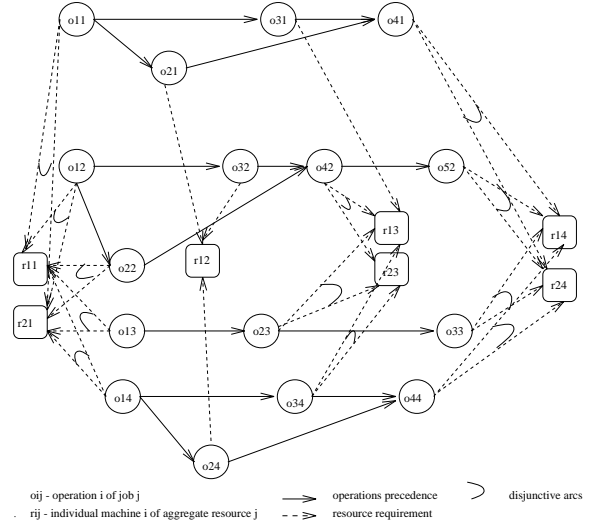 o11
o31
o41
o21
o12
o32
o42
o52
r13
r14
r12
r11
o22
r23
r24
r21
o13
o23
o33
o14
o34
o44
o24
oij - operation i of job j
operations precedence
disjunctive arcs
. rij - individual machine i of aggregate resource j
resource requirement